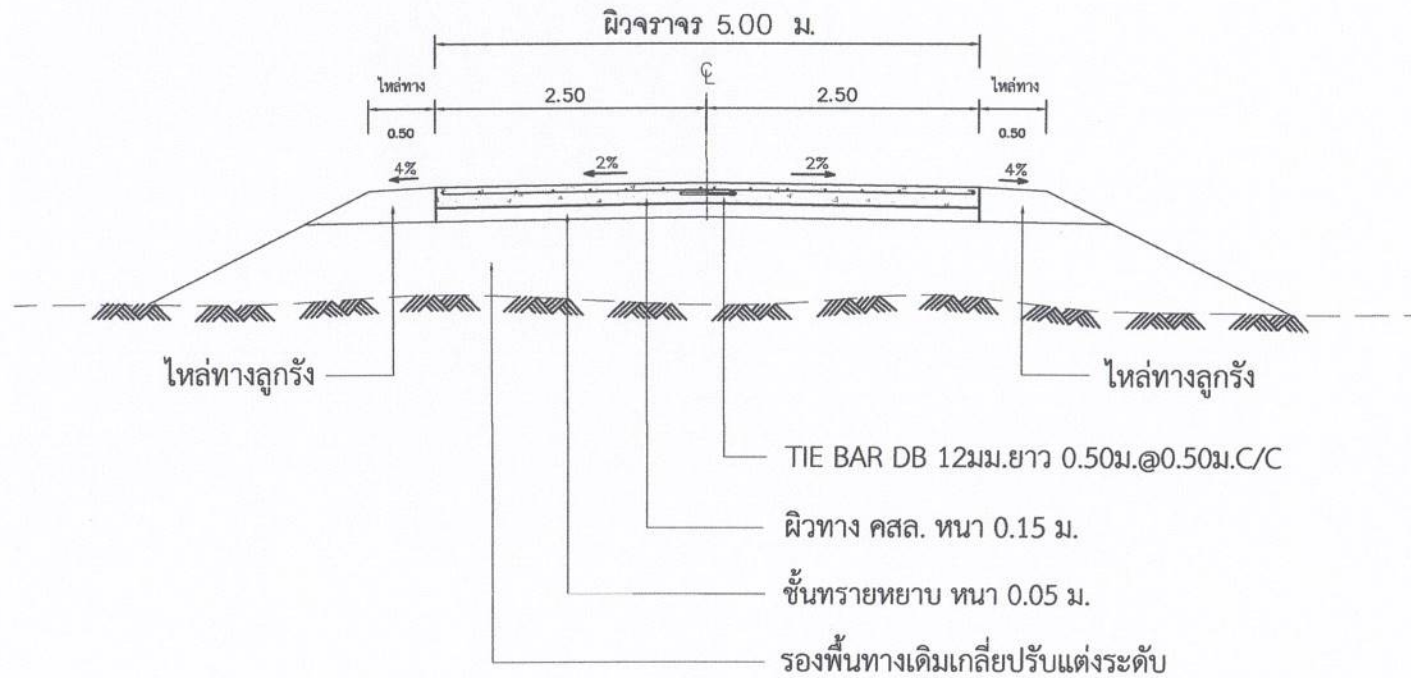 ผิวจราจร 5.00 ม.
ไหล่ทาง
℄
ไหล่ทาง
2.50
2.50
0.50
0.50
4%
2%
2%
4%
ไหล่ทางลูกรัง
ไหล่ทางลูกรัง
TIE BAR DB 12มม.ยาว 0.50ม.@0.50ม.C/C
ผิวทาง คสล. หนา 0.15 ม.
ชั้นทรายหยาบ หนา 0.05 ม.
รองพื้นทางเดิมเกลี่ยปรับแต่งระดับ